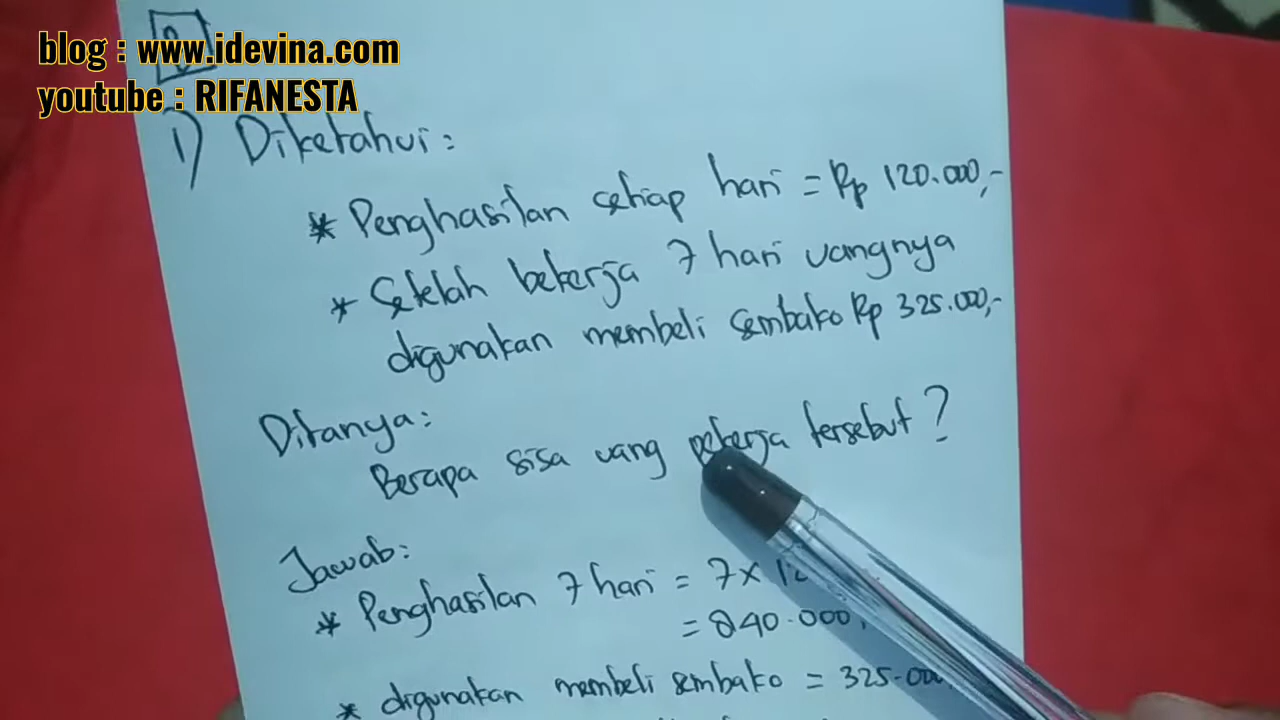 blog : www.idevina.com
youtube : RIFANESTA
1) Diketahui:
* Penghasilan setiap hari = Rp 120.000,-
* Setelah bekerja 7 hari uangnya
digunakan membeli sembako Rp 325.000,-
Ditanya:
Berapa sisa uang pekerja tersebut?
Jawab:
* Penghasilan 7 hari = 7 x
= 840.000,
* digunakan membeli sembako = 325.000